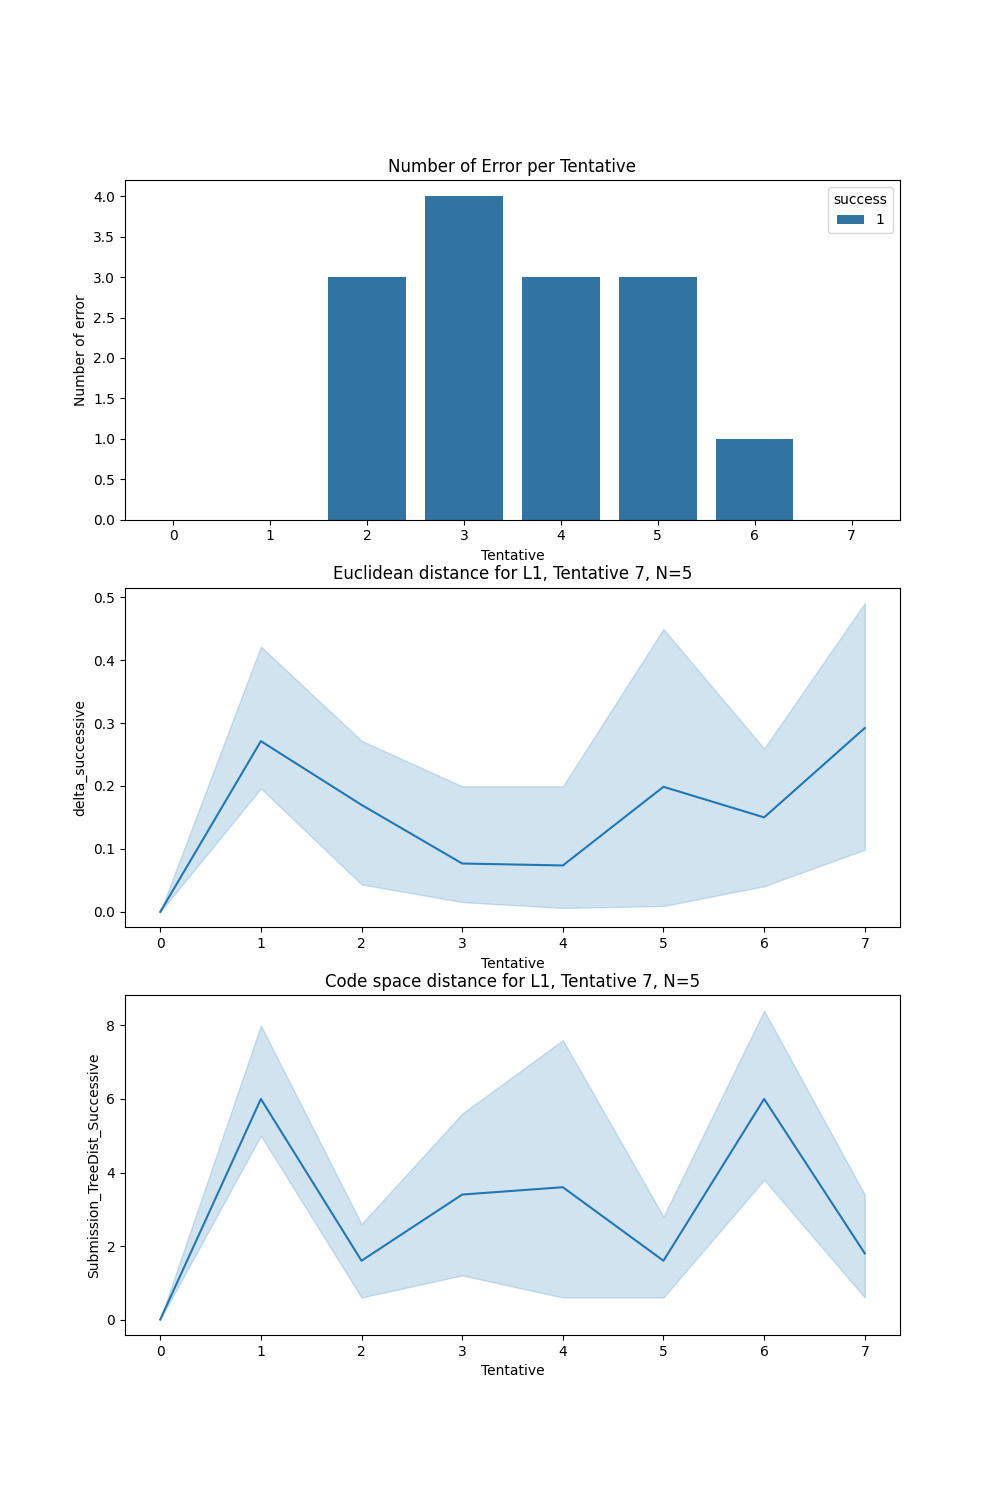 Number of Error per Tentative
success
1
Number of error
4.0
3.5
3.0
2.5
2.0
1.5
1.0
0.5
0.0
0 1 2 3 4 5 6 7
Tentative
Euclidean distance for L1, Tentative 7, N=5
delta_successive
0.5
0.4
0.3
0.2
0.1
0.0
0 1 2 3 4 5 6 7
Tentative
Code space distance for L1, Tentative 7, N=5
Submission_TreeDist_Successive
8
6
4
2
0
0 1 2 3 4 5 6 7
Tentative